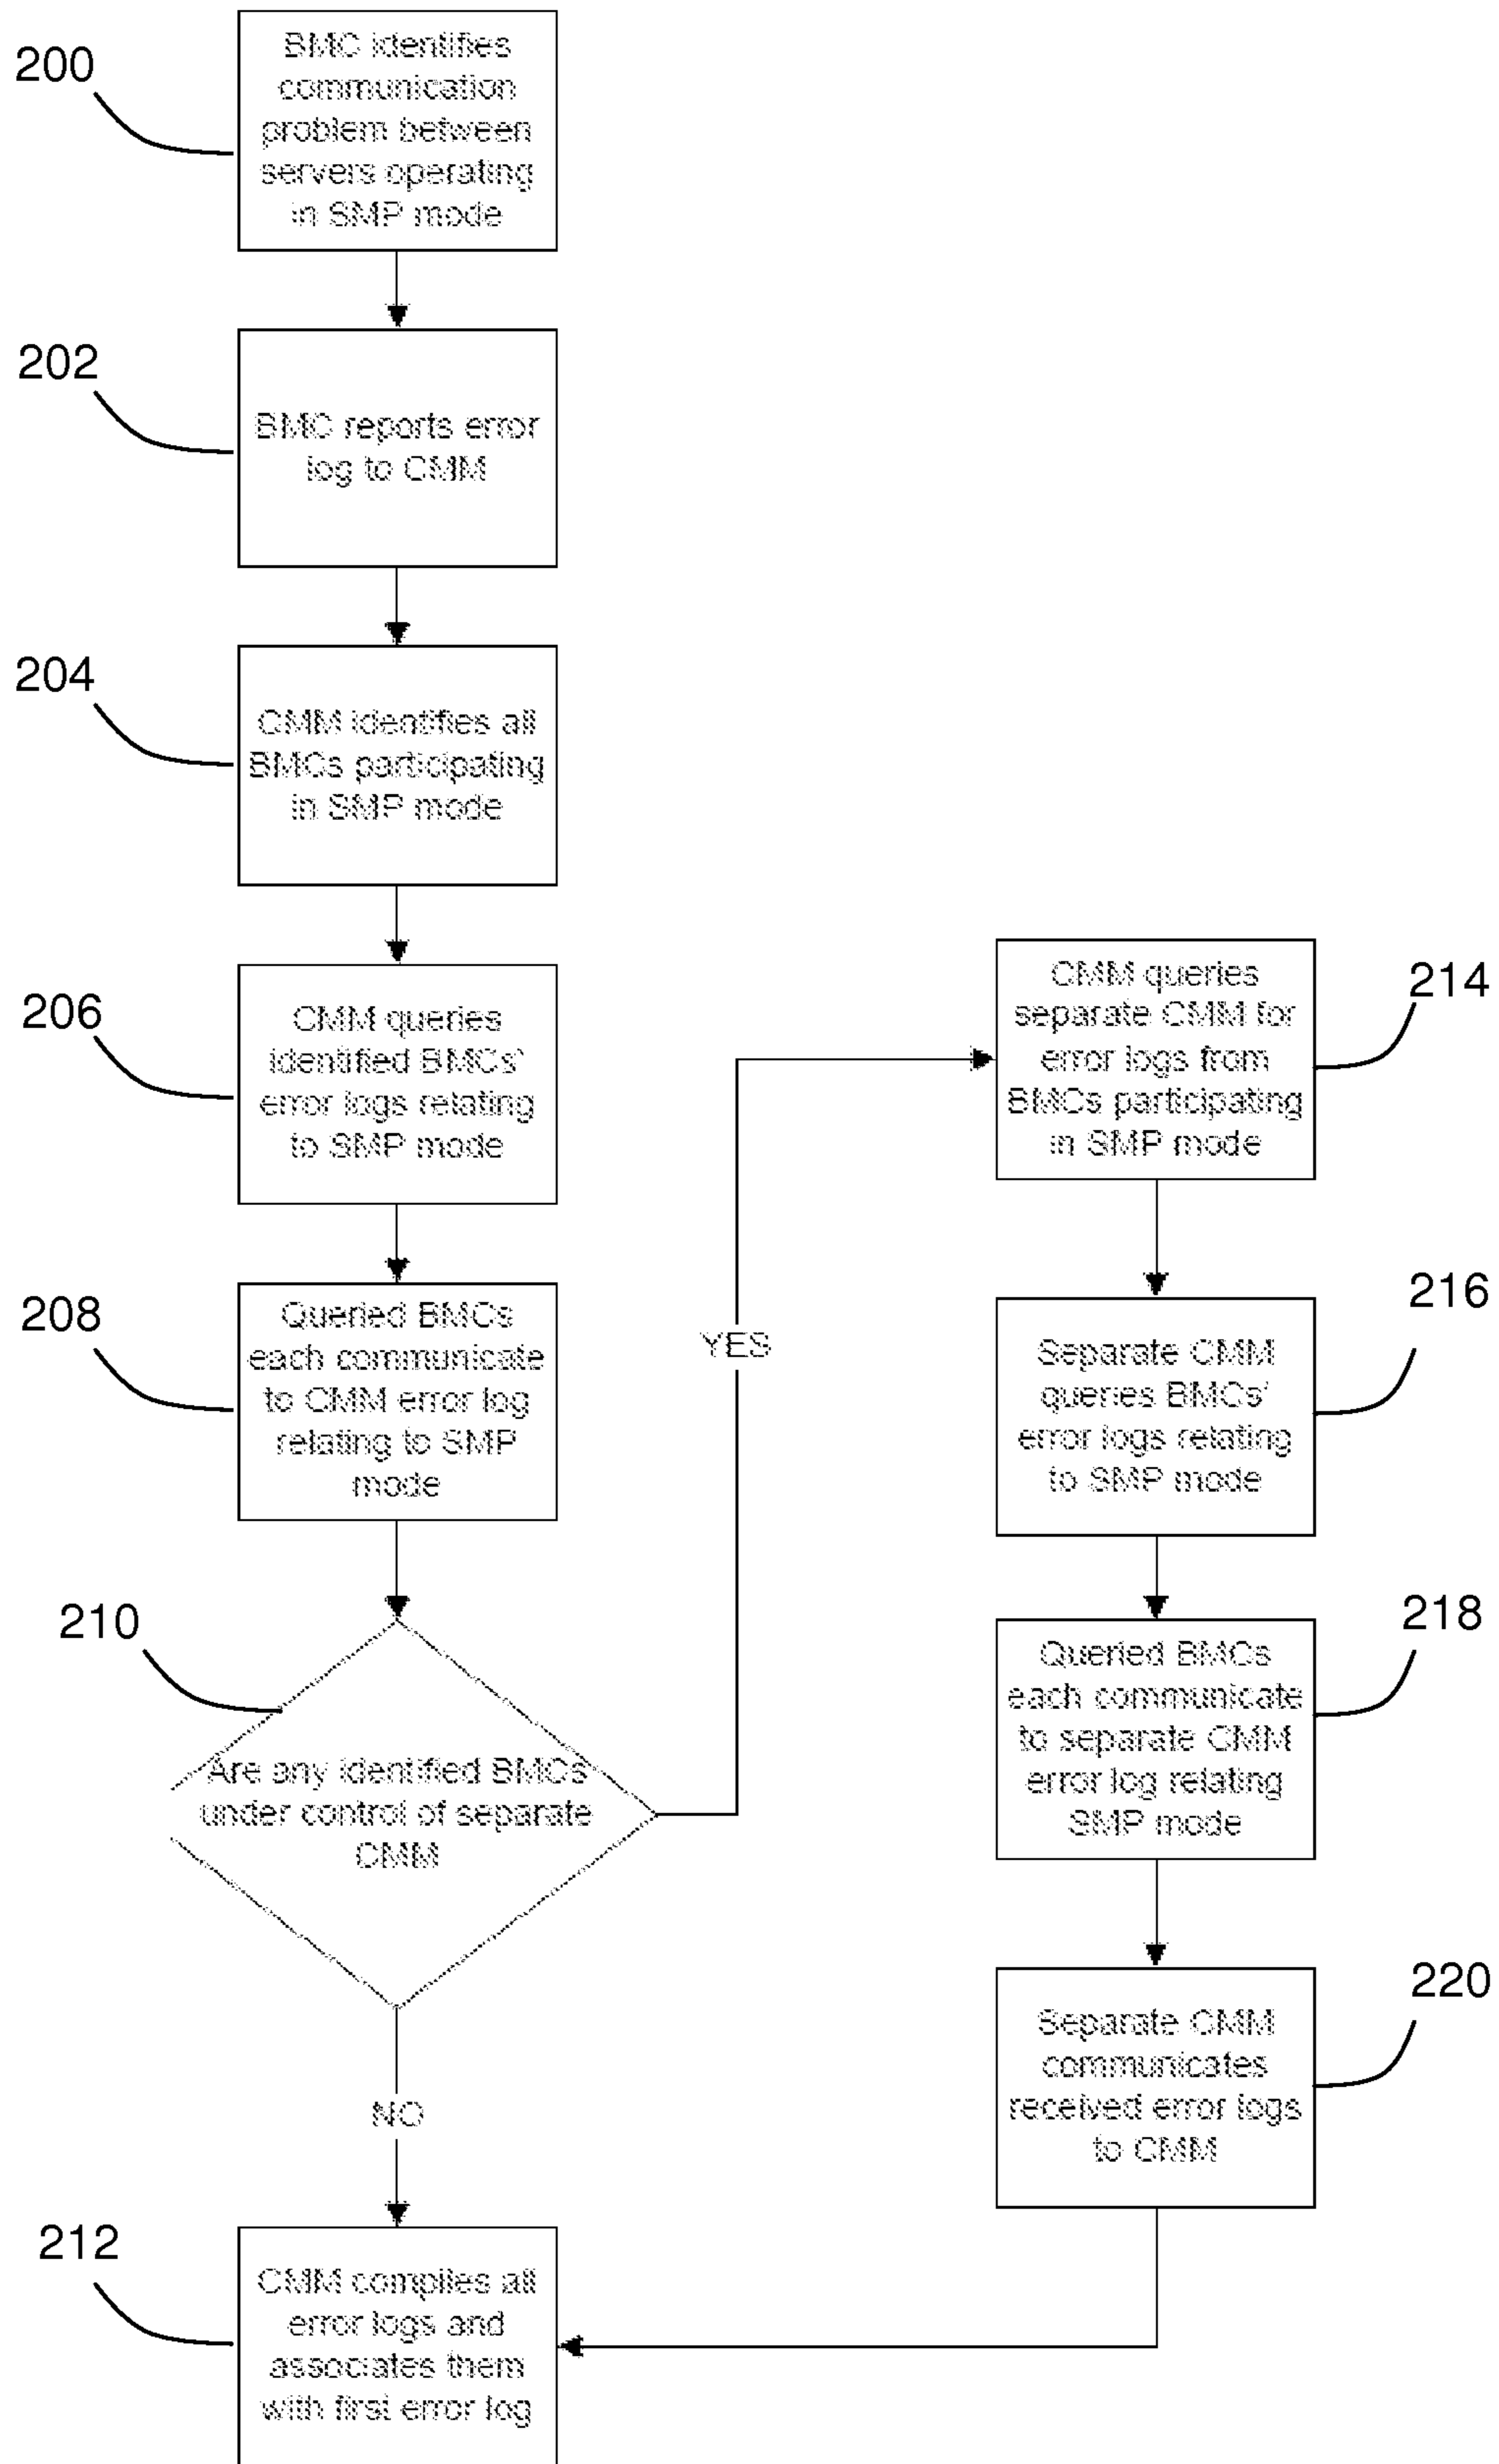 200
BMC identifies
communication
problem between
servers operating
in SMP mode
202
BMC reports error
log to CMM
204
CMM identifies all
BMCs participating
in SMP mode
206
CMM queries
identified BMCs'
error logs relating
to SMP mode
208
Queried BMCs
each communicate
to CMM error log
relating to SMP
mode
210
Are any identified BMCs
under control of separate
CMM
YES
NO
212
CMM compiles all
error logs and
associates them
with first error log
214
CMM queries
separate CMM for
error logs from
BMCs participating
in SMP mode
216
Separate CMM
queries BMCs'
error logs relating
to SMP mode
218
Queried BMCs
each communicate
to separate CMM
error log relating
SMP mode
220
Separate CMM
communicates
received error logs
to CMM